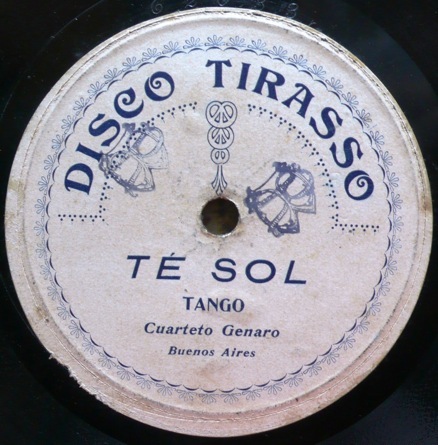 DISCO TIRASSO
TÉ SOL
TANGO
Cuarteto Genaro
Buenos Aires